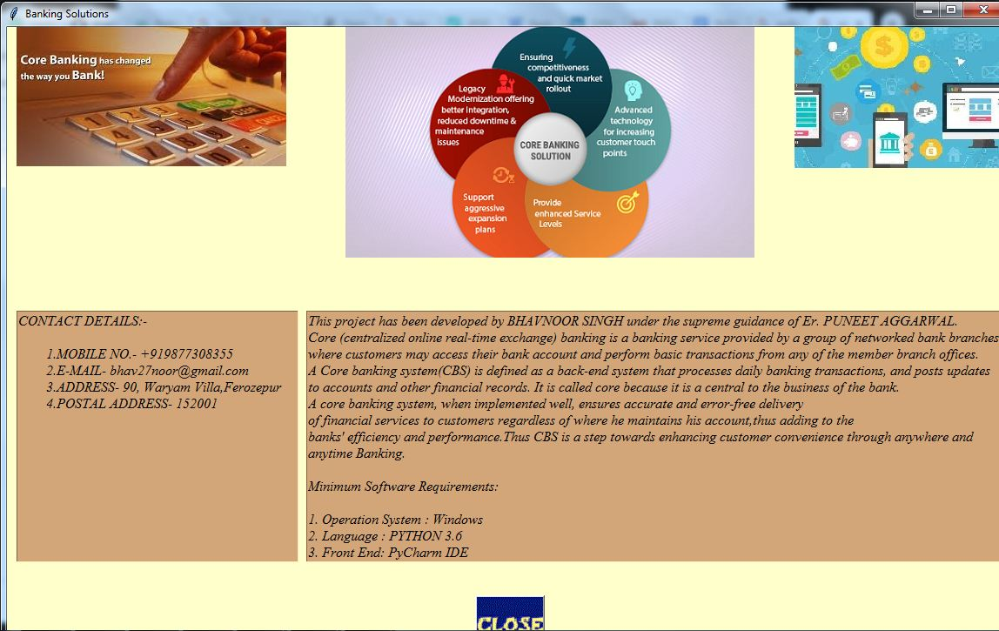 Banking Solutions
Core Banking has changed
the way you Bank!
Ensuring
competitiveness
and quick market
rollout
Legacy
Modernization offering
better Integration,
reduced downtime &
maintenance
issues
Advanced
technology
for increasing
customer touch
points
CORE BANKING
SOLUTION
Support
aggressive
expansion
plans
Provide
enhanced Service
Levels
CONTACT DETAILS:-
1.MOBILE NO.- +919877308355
2.E-MAIL- bhav27noor@gmail.com
3.ADDRESS- 90, Waryam Villa,Ferozepur
4.POSTAL ADDRESS- 152001
This project has been developed by BHAVNOOR SINGH under the supreme guidance of Er. PUNEET AGGARWAL.
Core (centralized online real-time exchange) banking is a banking service provided by a group of networked bank branches
where customers may access their bank account and perform basic transactions from any of the member branch offices.
A Core banking system(CBS) is defined as a back-end system that processes daily banking transactions, and posts updates
to accounts and other financial records. It is called core because it is a central to the business of the bank.
A core banking system, when implemented well, ensures accurate and error-free delivery
of financial services to customers regardless of where he maintains his account,thus adding to the
banks' efficiency and performance.Thus CBS is a step towards enhancing customer convenience through anywhere and
anytime Banking.
Minimum Software Requirements:
1. Operation System : Windows
2. Language : PYTHON 3.6
3. Front End: PyCharm IDE
CLOSE